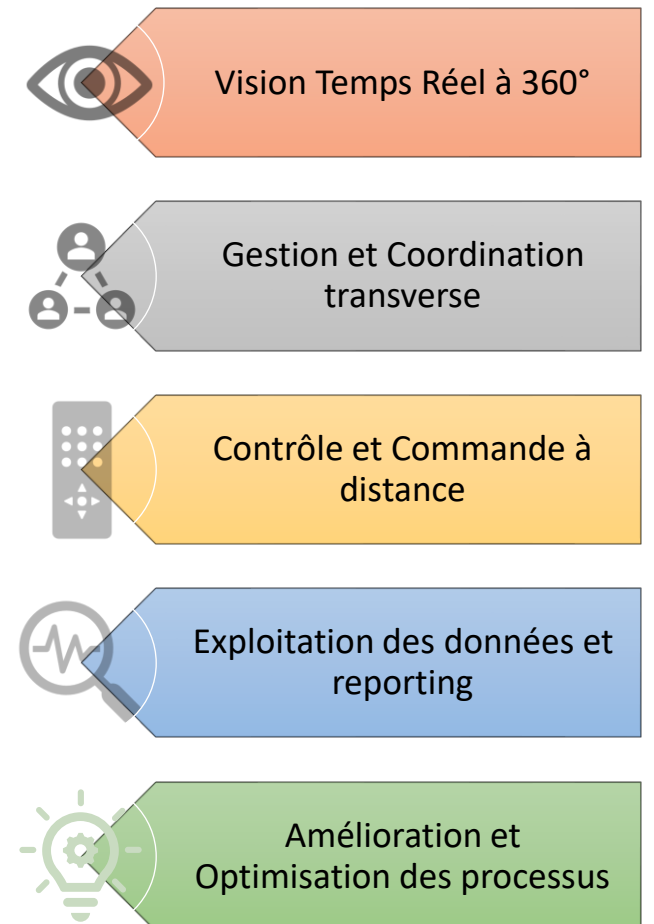 Vision Temps Réel à 360°
Gestion et Coordination
transverse
Contrôle et Commande à
distance
Exploitation des données et
reporting
Amélioration et
Optimisation des processus